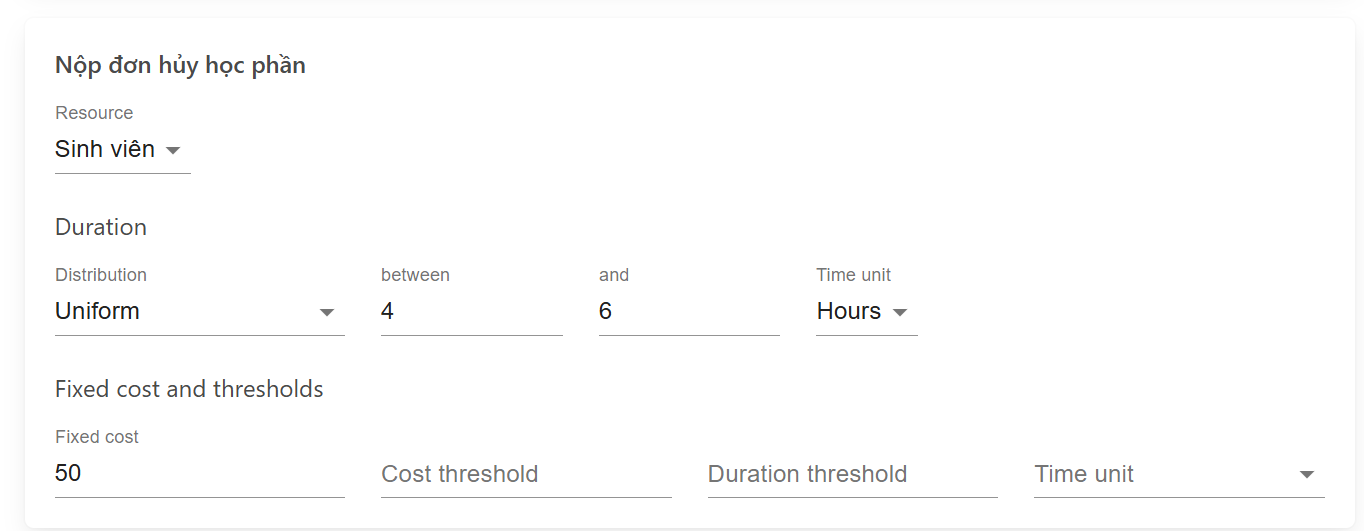 Nộp đơn hủy học phần
Resource
Sinh viên
Duration
Distribution between and Time unit
Uniform 4 6 Hours
Fixed cost and thresholds
Fixed cost
50 Cost threshold Duration threshold Time unit